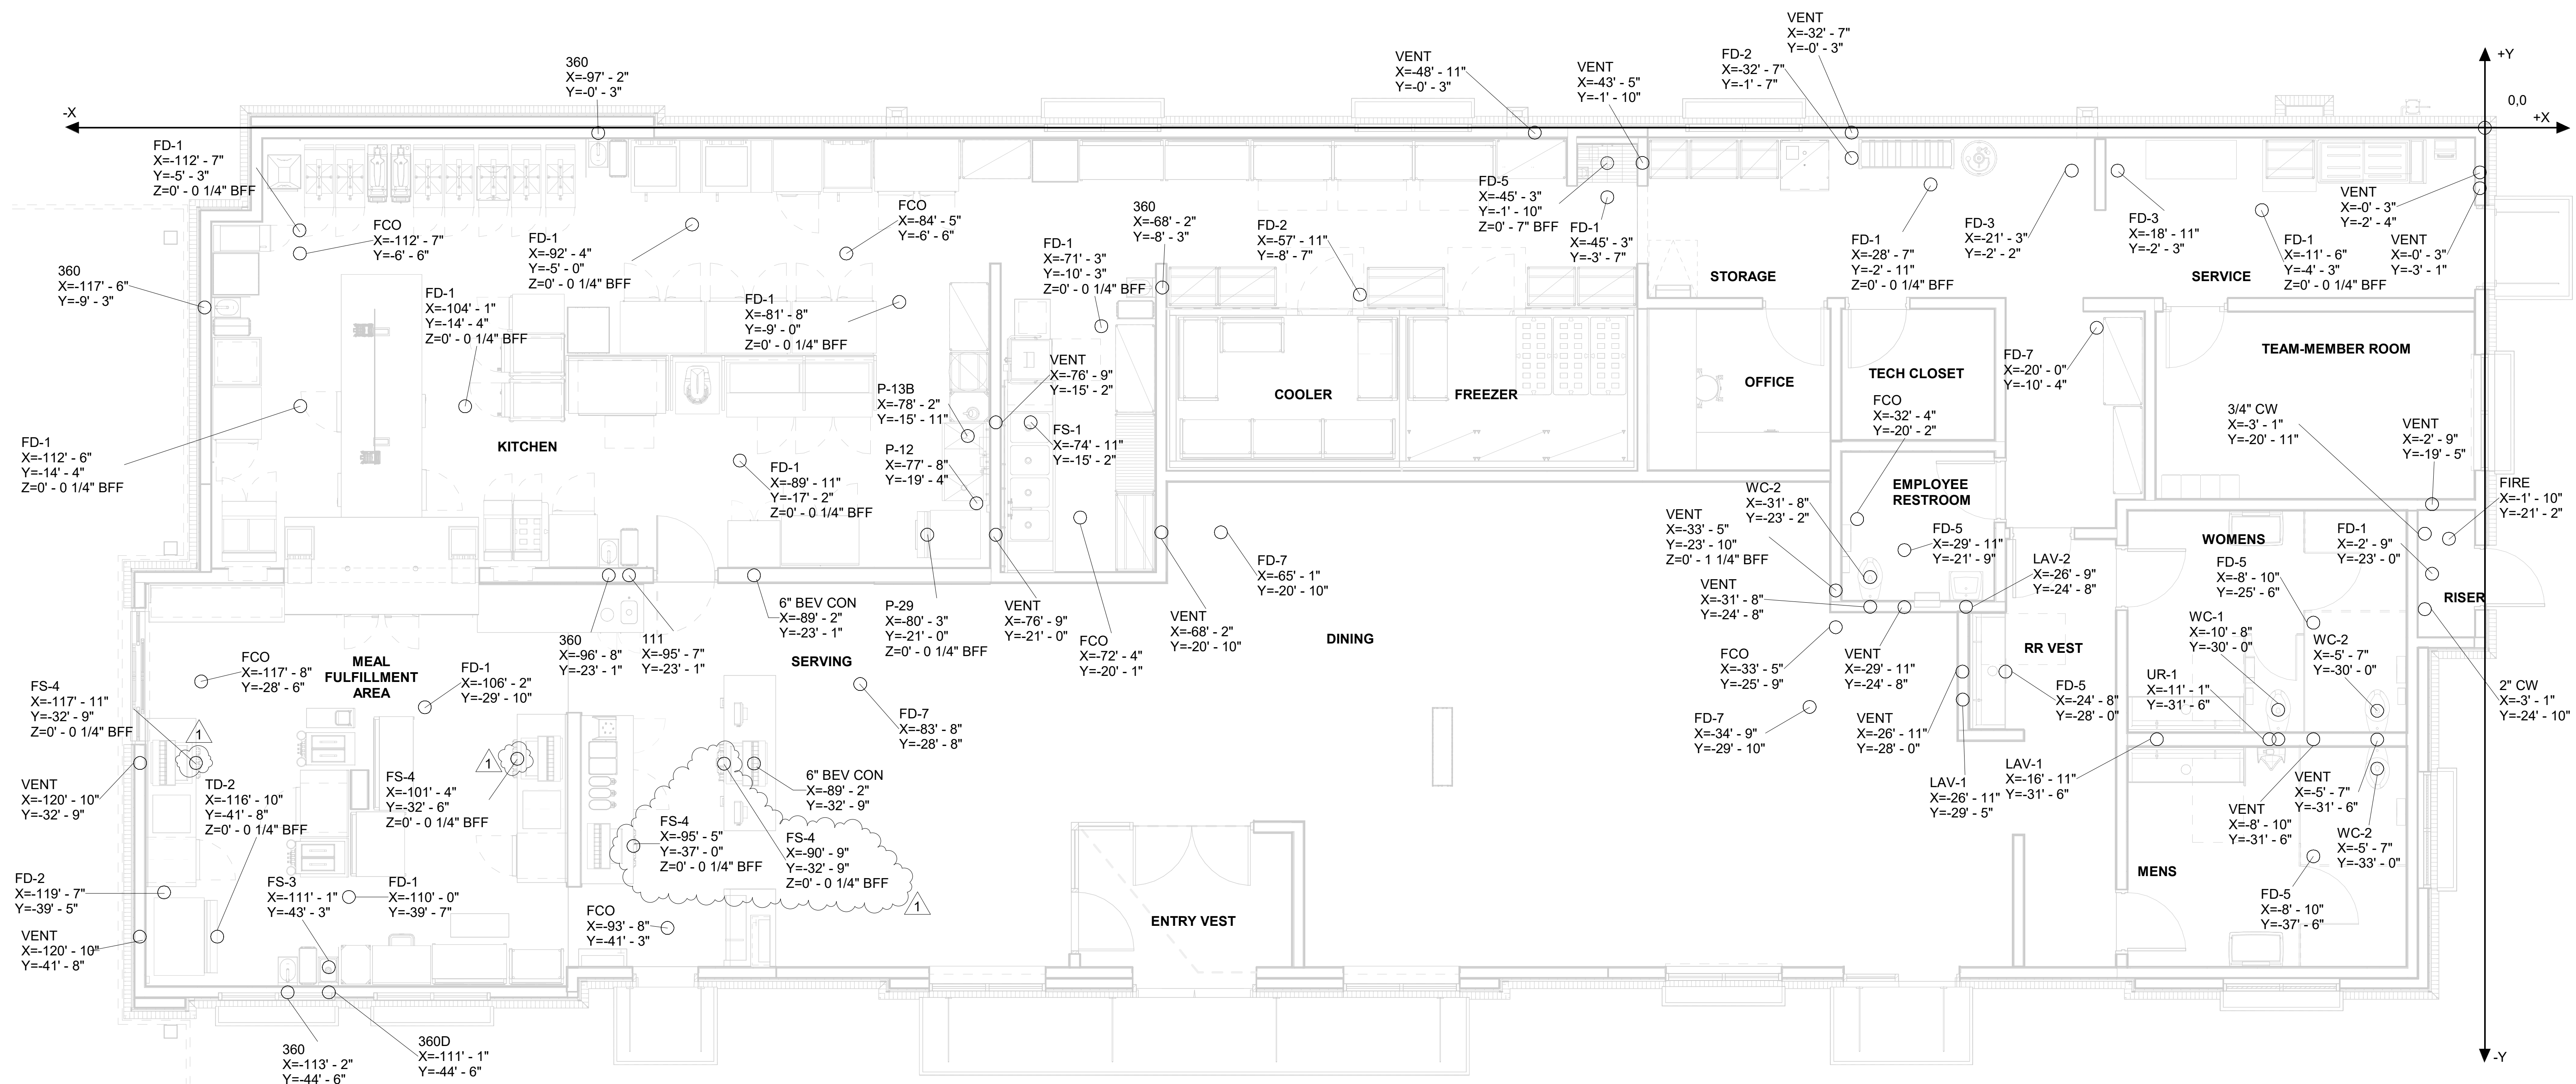 VENT
X=-32' - 7"
Y=-0' - 3"
+Y
360
X=-97' - 2"
Y=-0' - 3"
VENT
X=-48' - 11"
Y=-0' - 3"
VENT
X=-43' - 5"
Y=-1' - 10"
FD-2
X=-32' - 7"
Y=-1' - 7"
-X
0,0
+X
FD-1
X=-112' - 7"
Y=-5' - 3"
Z=0' - 0 1/4" BFF
FCO
X=-112' - 7"
Y=-6' - 6"
FD-1
X=-92' - 4"
Y=-5' - 0"
Z=0' - 0 1/4" BFF
FCO
X=-84' - 5"
Y=-6' - 6"
FD-1
X=-71' - 3"
Y=-10' - 3"
Z=0' - 0 1/4" BFF
360
X=-68' - 2"
Y=-8' - 3"
FD-2
X=-57' - 11"
Y=-8' - 7"
FD-5
X=-45' - 3"
Y=-1' - 10"
Z=0' - 7" BFF
FD-1
X=-45' - 3"
Y=-3' - 7"
STORAGE
FD-1
X=-28' - 7"
Y=-2' - 11"
Z=0' - 0 1/4" BFF
FD-3
X=-21' - 3"
Y=-2' - 2"
FD-3
X=-18' - 11"
Y=-2' - 3"
SERVICE
FD-1
X=-11' - 6"
Y=-4' - 3"
Z=0' - 0 1/4" BFF
VENT
X=-0' - 3"
Y=-2' - 4"
VENT
X=-0' - 3"
Y=-3' - 1"
360
X=-117' - 6"
Y=-9' - 3"
FD-1
X=-104' - 1"
Y=-14' - 4"
Z=0' - 0 1/4" BFF
FD-1
X=-81' - 8"
Y=-9' - 0"
Z=0' - 0 1/4" BFF
VENT
X=-76' - 9"
Y=-15' - 2"
P-13B
X=-78' - 2"
Y=-15' - 11"
COOLER
FREEZER
OFFICE
TECH CLOSET
FD-7
X=-20' - 0"
Y=-10' - 4"
TEAM-MEMBER ROOM
FD-1
X=-112' - 6"
Y=-14' - 4"
Z=0' - 0 1/4" BFF
KITCHEN
FD-1
X=-89' - 11"
Y=-17' - 2"
Z=0' - 0 1/4" BFF
P-12
X=-77' - 8"
Y=-19' - 4"
FS-1
X=-74' - 11"
Y=-15' - 2"
FCO
X=-32' - 4"
Y=-20' - 2"
3/4" CW
X=-3' - 1"
Y=-20' - 11"
VENT
X=-2' - 9"
Y=-19' - 5"
FIRE
X=-1' - 10"
Y=-21' - 2"
EMPLOYEE
RESTROOM
WC-2
X=-31' - 8"
Y=-23' - 2"
VENT
X=-33' - 5"
Y=-23' - 10"
Z=0' - 1 1/4" BFF
FD-5
X=-29' - 11"
Y=-21' - 9"
WOMENS
FD-1
X=-2' - 9"
Y=-23' - 0"
FD-7
X=-65' - 1"
Y=-20' - 10"
VENT
X=-31' - 8"
Y=-24' - 8"
LAV-2
X=-26' - 9"
Y=-24' - 8"
FD-5
X=-8' - 10"
Y=-25' - 6"
RISER
6" BEV CON
X=-89' - 2"
Y=-23' - 1"
P-29
X=-80' - 3"
Y=-21' - 0"
Z=0' - 0 1/4" BFF
VENT
X=-76' - 9"
Y=-21' - 0"
VENT
X=-68' - 2"
Y=-20' - 10"
FCO
X=-72' - 4"
Y=-20' - 1"
DINING
360
X=-96' - 8"
Y=-23' - 1"
111
X=-95' - 7"
Y=-23' - 1"
SERVING
MEAL
FULFILLMENT
AREA
FCO
X=-117' - 8"
Y=-28' - 6"
FD-1
X=-106' - 2"
Y=-29' - 10"
FCO
X=-33' - 5"
Y=-25' - 9"
VENT
X=-29' - 11"
Y=-24' - 8"
RR VEST
WC-1
X=-10' - 8"
Y=-30' - 0"
WC-2
X=-5' - 7"
Y=-30' - 0"
UR-1
X=-11' - 1"
Y=-31' - 6"
FD-5
X=-24' - 8"
Y=-28' - 0"
2" CW
X=-3' - 1"
Y=-24' - 10"
FS-4
X=-117' - 11"
Y=-32' - 9"
Z=0' - 0 1/4" BFF
1
FD-7
X=-83' - 8"
Y=-28' - 8"
FD-7
X=-34' - 9"
Y=-29' - 10"
VENT
X=-26' - 11"
Y=-28' - 0"
VENT
X=-120' - 10"
Y=-32' - 9"
TD-2
X=-116' - 10"
Y=-41' - 8"
Z=0' - 0 1/4" BFF
FS-4
X=-101' - 4"
Y=-32' - 6"
Z=0' - 0 1/4" BFF
1
6" BEV CON
X=-89' - 2"
Y=-32' - 9"
LAV-1
X=-26' - 11"
Y=-29' - 5"
LAV-1
X=-16' - 11"
Y=-31' - 6"
VENT
X=-5' - 7"
Y=-31' - 6"
VENT
X=-8' - 10"
Y=-31' - 6"
WC-2
X=-5' - 7"
Y=-33' - 0"
FS-4
X=-95' - 5"
Y=-37' - 0"
Z=0' - 0 1/4" BFF
FS-4
X=-90' - 9"
Y=-32' - 9"
Z=0' - 0 1/4" BFF
1
MENS
FD-5
X=-8' - 10"
Y=-37' - 6"
FD-2
X=-119' - 7"
Y=-39' - 5"
FS-3
X=-111' - 1"
Y=-43' - 3"
FD-1
X=-110' - 0"
Y=-39' - 7"
FCO
X=-93' - 8"
Y=-41' - 3"
ENTRY VEST
VENT
X=-120' - 10"
Y=-41' - 8"
360
X=-113' - 2"
Y=-44' - 6"
360D
X=-111' - 1"
Y=-44' - 6"
-Y